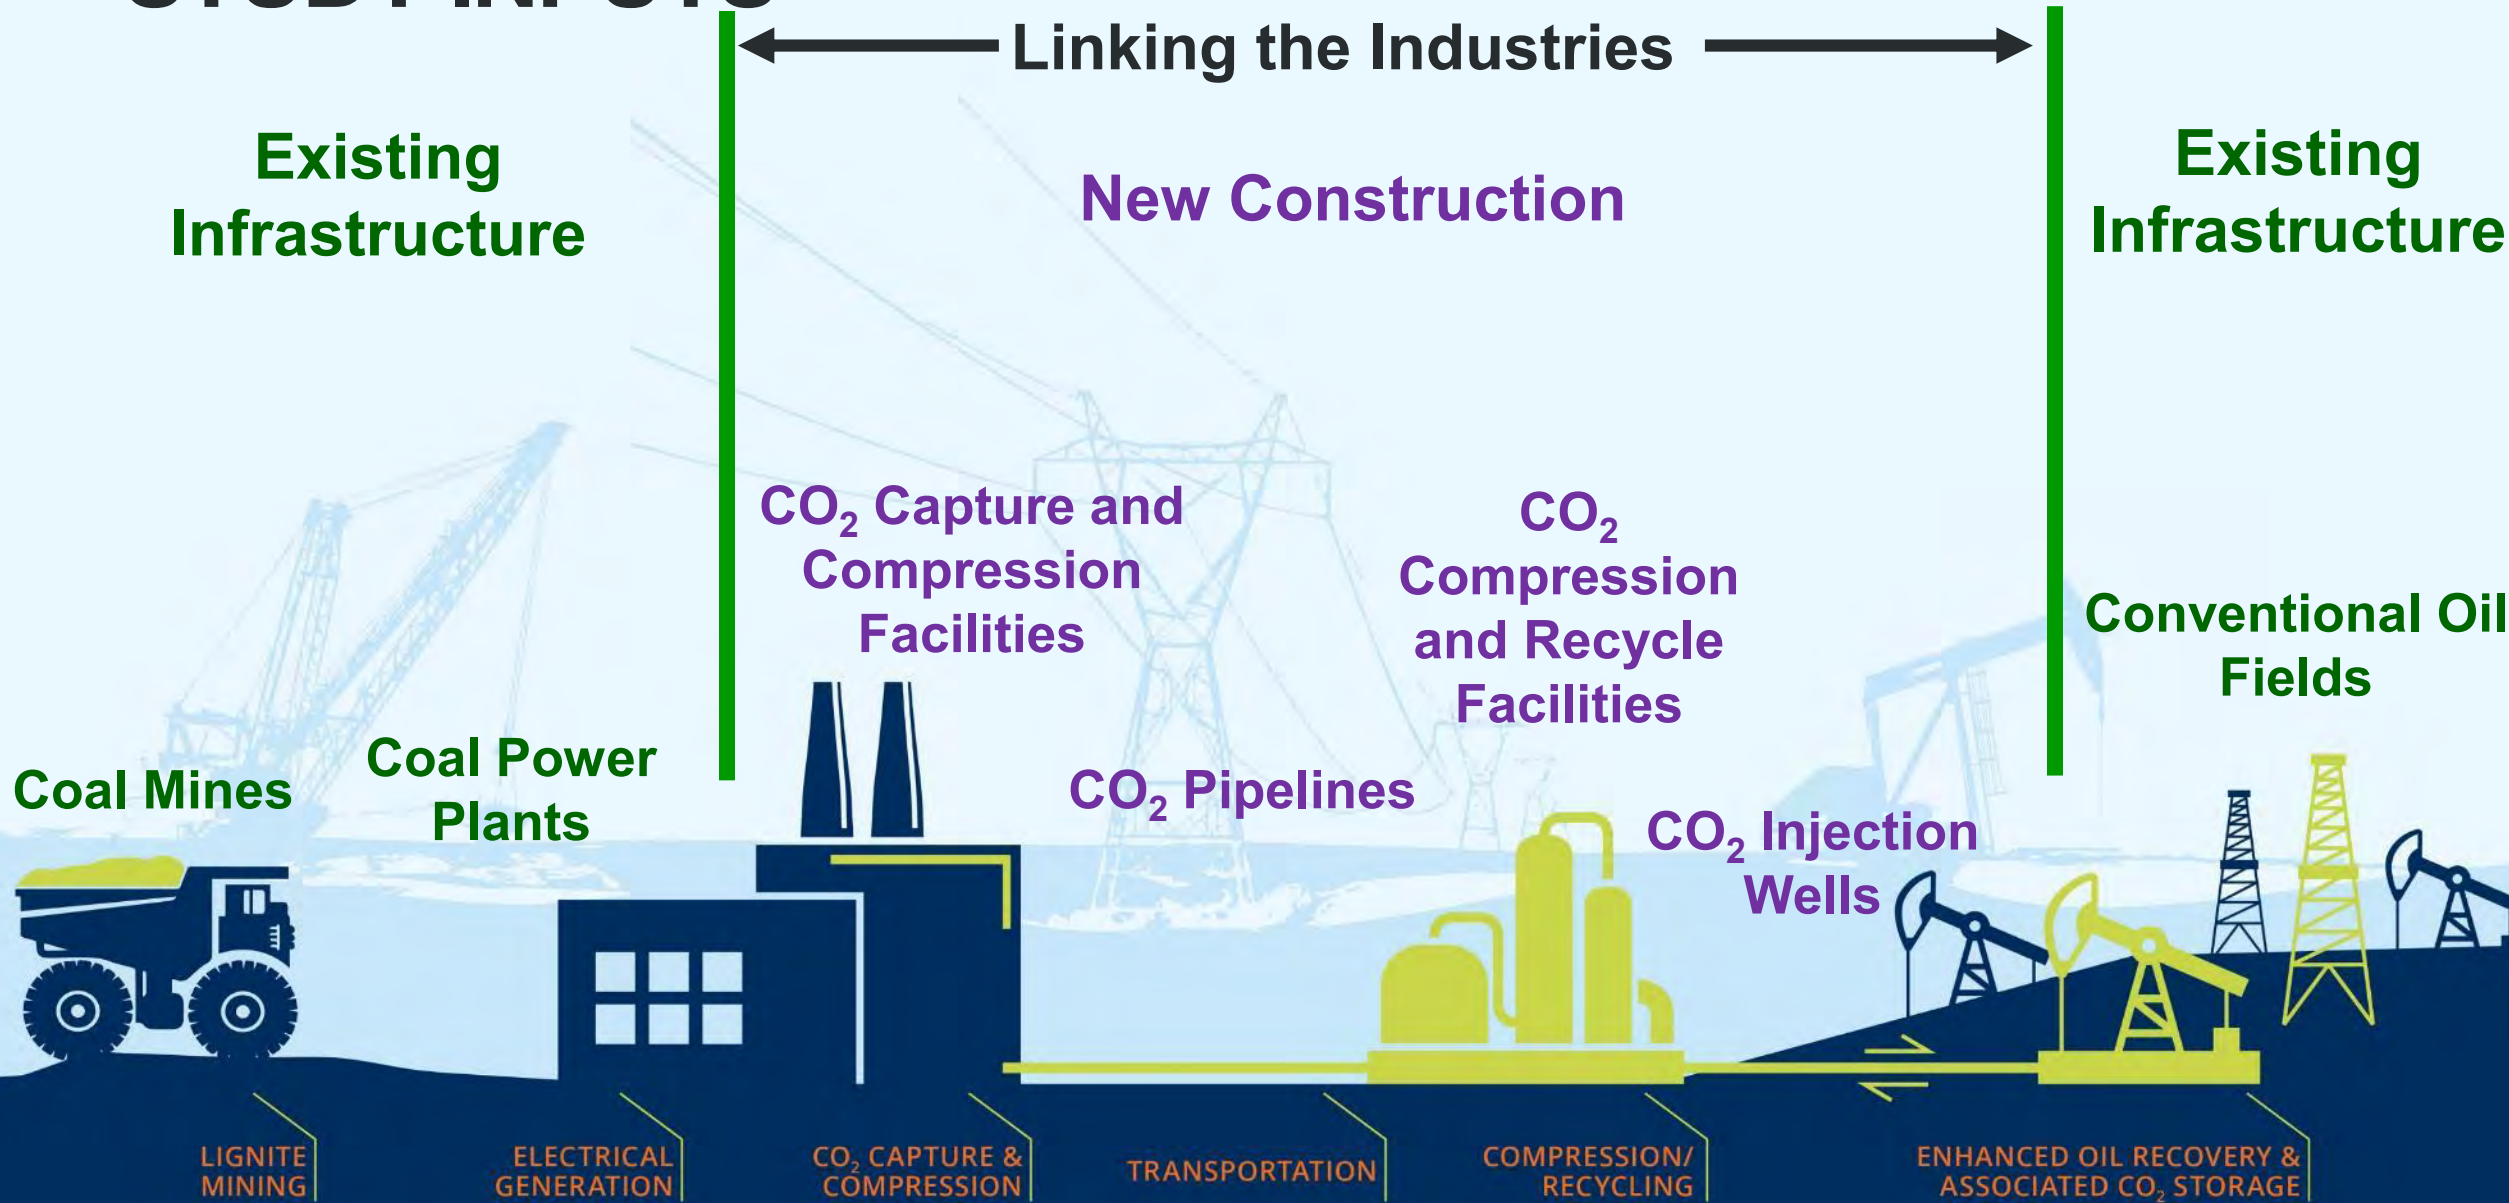 STUDY INPUTS
Linking the Industries
Existing
Infrastructure
New Construction
Existing
Infrastructure
CO₂ Capture and
Compression
Facilities
CO₂
Compression
and Recycle
Facilities
Conventional Oil
Fields
Coal Mines
Coal Power
Plants
CO₂ Pipelines
CO₂ Injection
Wells
LIGNITE
MINING
ELECTRICAL
GENERATION
CO₂ CAPTURE &
COMPRESSION
TRANSPORTATION
COMPRESSION/
RECYCLING
ENHANCED OIL RECOVERY &
ASSOCIATED CO₂ STORAGE